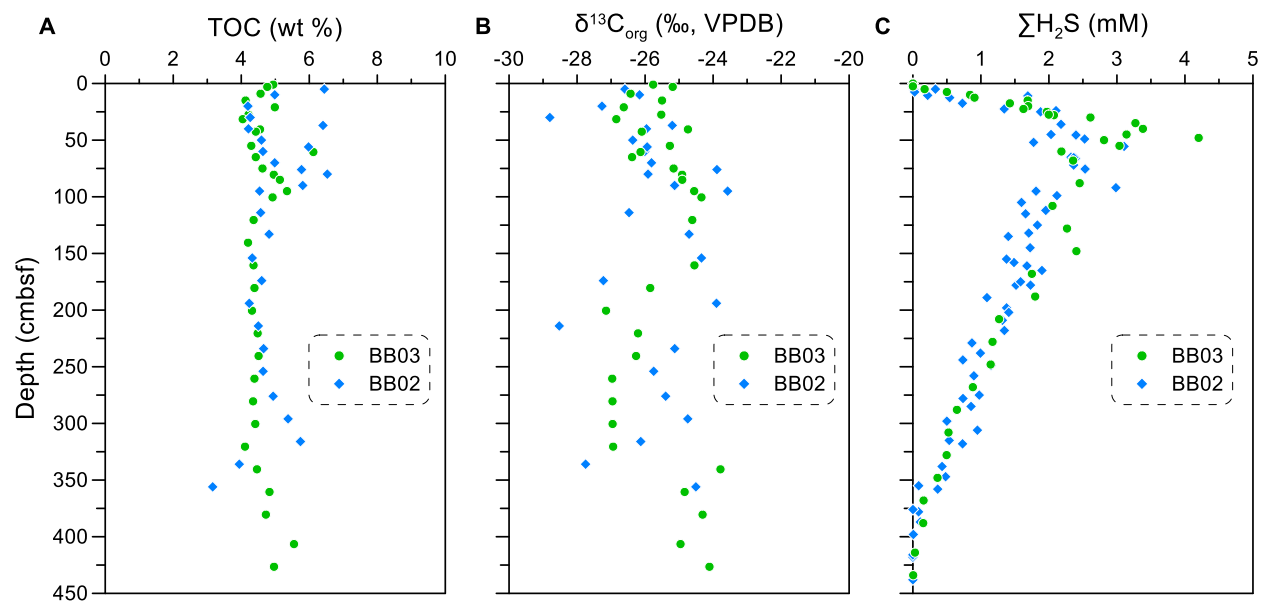 A TOC (wt %)
B δ¹³Corg (‰, VPDB)
C ∑H₂S (mM)
0 2 4 6 8 10
-30 -28 -26 -24 -22 -20
0 1 2 3 4 5
Depth (cmbsf)
0
50
100
150
200
250
300
350
400
450
BB03
BB02
BB03
BB02
BB03
BB02